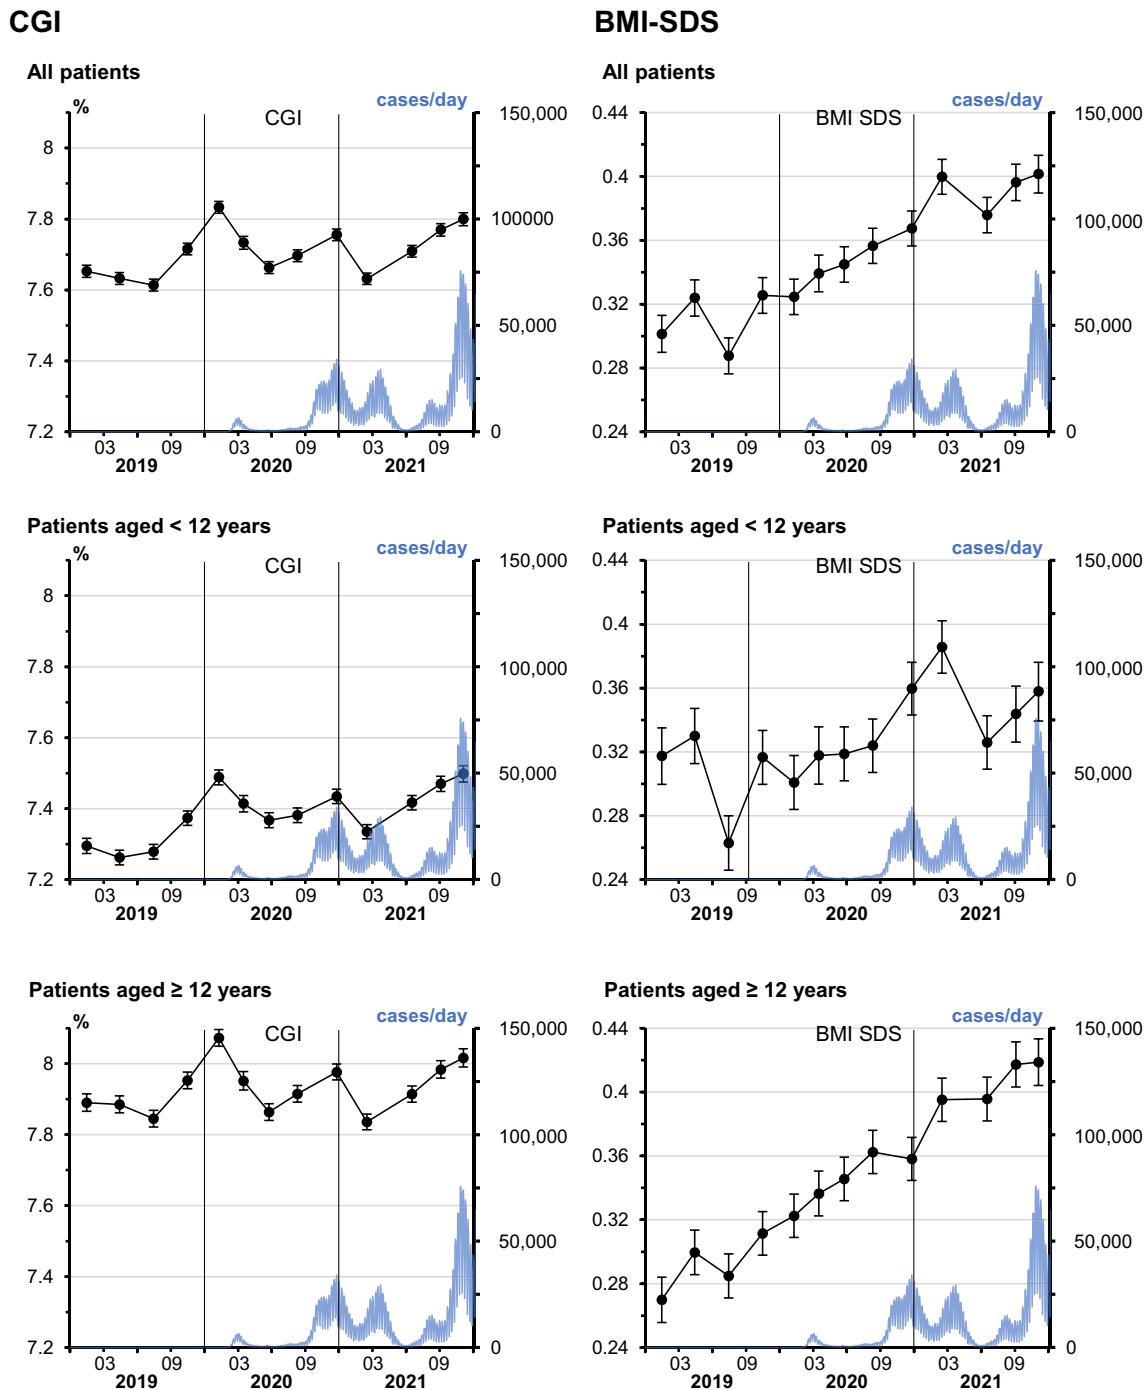 CGI
All patients
%
cases/day
CGI
150,000
8
7.8
100000
7.6
50,000
7.4
7.2
0
03 09 03 09 03 09
2019 2020 2021
BMI-SDS
All patients
cases/day
0.44
BMI SDS
150,000
0.4
0.36
100,000
0.32
50,000
0.28
0.24
0
03 09 03 09 03 09
2019 2020 2021
Patients aged < 12 years
%
cases/day
CGI
150,000
8
7.8
100,000
7.6
50,000
7.4
7.2
0
03 09 03 09 03 09
2019 2020 2021
Patients aged < 12 years
cases/day
0.44
BMI SDS
150,000
0.4
0.36
100,000
0.32
50,000
0.28
0.24
0
03 09 03 09 03 09
2019 2020 2021
Patients aged ≥ 12 years
%
cases/day
CGI
150,000
8
7.8
100,000
7.6
50,000
7.4
7.2
0
03 09 03 09 03 09
2019 2020 2021
Patients aged ≥ 12 years
cases/day
0.44
BMI SDS
150,000
0.4
0.36
100,000
0.32
50,000
0.28
0.24
0
03 09 03 09 03 09
2019 2020 2021